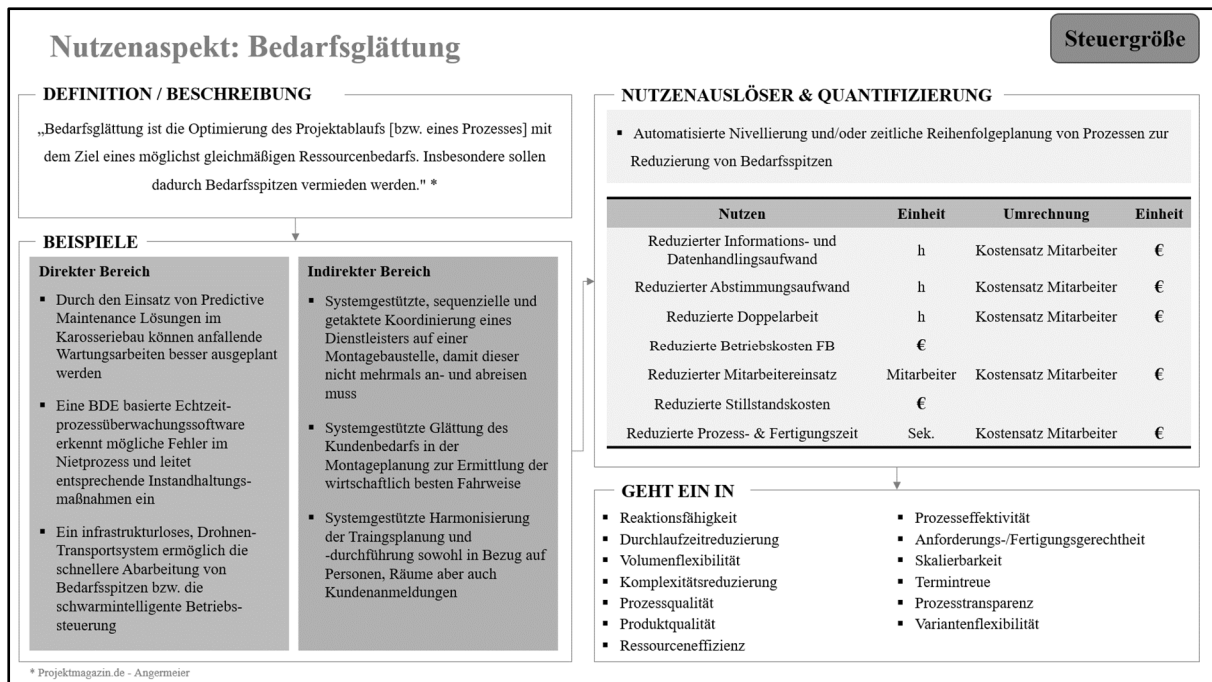 Nutzenaspekt: Bedarfsglättung
Steuergröße
DEFINITION / BESCHREIBUNG
„Bedarfsglättung ist die Optimierung des Projektablaufs [bzw. eines Prozesses] mit
dem Ziel eines möglichst gleichmäßigen Ressourcenbedarfs. Insbesondere sollen
dadurch Bedarfsspitzen vermieden werden." *
BEISPIELE
Direkter Bereich
▪ Durch den Einsatz von Predictive
Maintenance Lösungen im
Karosseriebau können anfallende
Wartungsarbeiten besser ausgeplant
werden
▪ Eine BDE basierte Echtzeit-
prozessüberwachungssoftware
erkennt mögliche Fehler im
Nietprozess und leitet
entsprechende Instandhaltungs-
maßnahmen ein
▪ Ein infrastrukturloses, Drohnen-
Transportsystem ermöglich die
schnellere Abarbeitung von
Bedarfsspitzen bzw. die
schwarmintelligente Betriebs-
steuerung
Indirekter Bereich
▪ Systemgestützte, sequenzielle und
getaktete Koordinierung eines
Dienstleisters auf einer
Montagebaustelle, damit dieser
nicht mehrmals an- und abreisen
muss
▪ Systemgestützte Glättung des
Kundenbedarfs in der
Montageplanung zur Ermittlung der
wirtschaftlich besten Fahrweise
▪ Systemgestützte Harmonisierung
der Traingsplanung und
-durchführung sowohl in Bezug auf
Personen, Räume aber auch
Kundenanmeldungen
NUTZENAUSLÖSER & QUANTIFIZIERUNG
▪ Automatisierte Nivellierung und/oder zeitliche Reihenfolgeplanung von Prozessen zur
Reduzierung von Bedarfsspitzen
Nutzen Einheit Umrechnung Einheit
Reduzierter Informations- und
Datenhandlingsaufwand h Kostensatz Mitarbeiter €
Reduzierter Abstimmungsaufwand h Kostensatz Mitarbeiter €
Reduzierte Doppelarbeit h Kostensatz Mitarbeiter €
Reduzierte Betriebskosten FB €
Reduzierter Mitarbeitereinsatz Mitarbeiter Kostensatz Mitarbeiter €
Reduzierte Stillstandskosten €
Reduzierte Prozess- & Fertigungszeit Sek. Kostensatz Mitarbeiter €
GEHT EIN IN
▪ Reaktionsfähigkeit
▪ Durchlaufzeitreduzierung
▪ Volumenflexibilität
▪ Komplexitätsreduzierung
▪ Prozessqualität
▪ Produktqualität
▪ Ressourceneffizienz
▪ Prozesseffektivität
▪ Anforderungs-/Fertigungsgerechtheit
▪ Skalierbarkeit
▪ Termintreue
▪ Prozesstransparenz
▪ Variantenflexibilität
* Projektmagazin.de - Angermeier